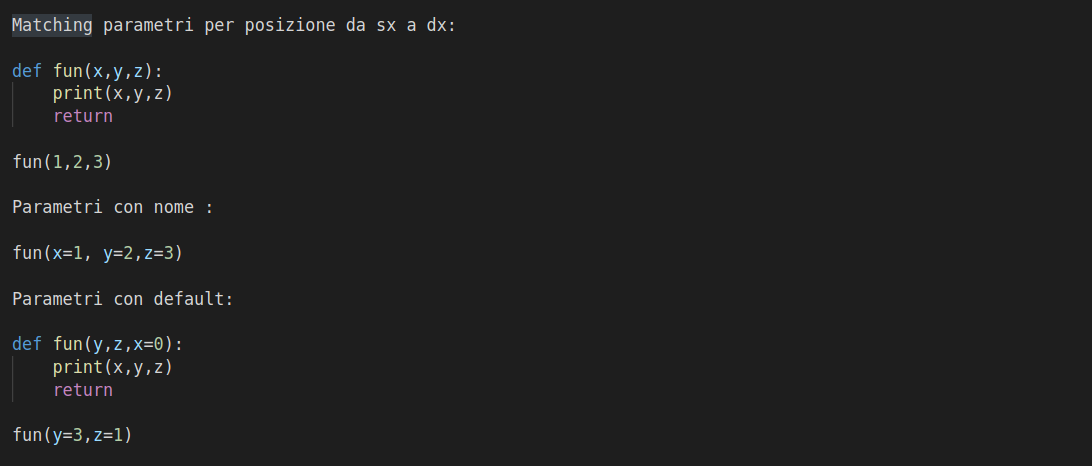 Matching parametri per posizione da sx a dx:
def fun(x,y,z):
    print(x,y,z)
    return
fun(1,2,3)
Parametri con nome :
fun(x=1, y=2,z=3)
Parametri con default:
def fun(y,z,x=0):
    print(x,y,z)
    return
fun(y=3,z=1)